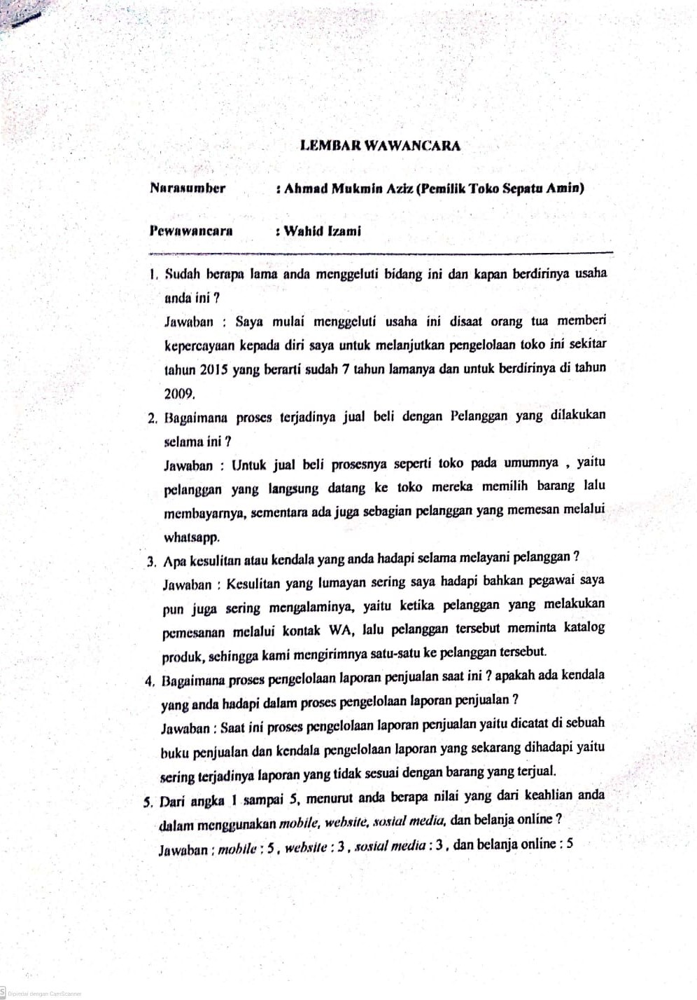 LEMBAR WAWANCARA
Narasumber : Ahmad Mukmin Aziz (Pemilik Toko Sepatu Amin)
Pewawancara : Wahid Izami
1. Sudah berapa lama anda menggeluti bidang ini dan kapan berdirinya usaha
anda ini ?
Jawaban : Saya mulai menggeluti usaha ini disaat orang tua memberi
kepercayaan kepada diri saya untuk melanjutkan pengelolaan toko ini sekitar
tahun 2015 yang berarti sudah 7 tahun lamanya dan untuk berdirinya di tahun
2009.
2. Bagaimana proses terjadinya jual beli dengan Pelanggan yang dilakukan
selama ini ?
Jawaban : Untuk jual beli prosesnya seperti toko pada umumnya , yaitu
pelanggan yang langsung datang ke toko mereka memilih barang lalu
membayarnya, sementara ada juga sebagian pelanggan yang memesan melalui
whatsapp.
3. Apa kesulitan atau kendala yang anda hadapi selama melayani pelanggan ?
Jawaban : Kesulitan yang lumayan sering saya hadapi bahkan pegawai saya
pun juga sering mengalaminya, yaitu ketika pelanggan yang melakukan
pemesanan melalui kontak WA, lalu pelanggan tersebut meminta katalog
produk, sehingga kami mengirimnya satu-satu ke pelanggan tersebut.
4. Bagaimana proses pengelolaan laporan penjualan saat ini ? apakah ada kendala
yang anda hadapi dalam proses pengelolaan laporan penjualan ?
Jawaban : Saat ini proses pengelolaan laporan penjualan yaitu dicatat di sebuah
buku penjualan dan kendala pengelolaan laporan yang sekarang dihadapi yaitu
sering terjadinya laporan yang tidak sesuai dengan barang yang terjual.
5. Dari angka 1 sampai 5, menurut anda berapa nilai yang dari keahlian anda
dalam menggunakan mobile, website, sosial media, dan belanja online ?
Jawaban : mobile : 5 , website : 3 , sosial media : 3 , dan belanja online : 5
Dipindai dengan CamScanner